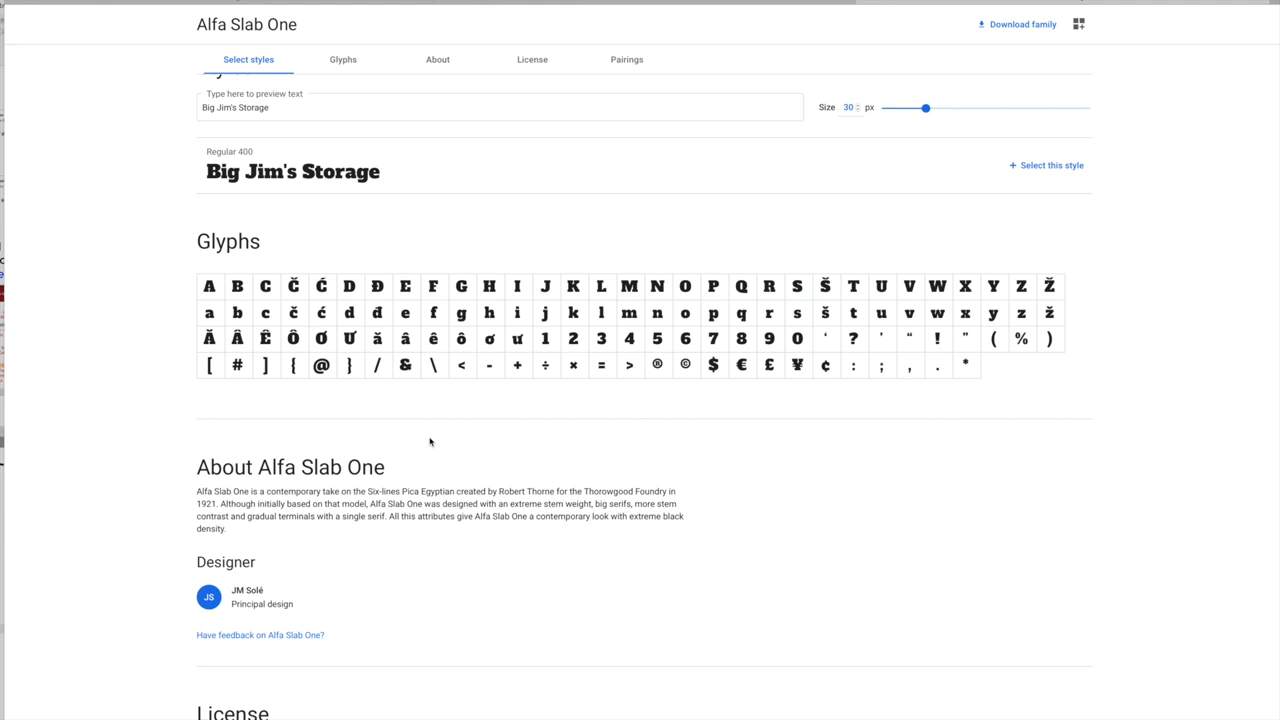 Alfa Slab One
Download family
Select styles Glyphs About License Pairings
Type here to preview text
Big Jim's Storage
Size 30 px
Regular 400
Big Jim's Storage
+ Select this style
Glyphs
A B C Č Ć D Đ E F G H I J K L M N O P Q R S Š T U V W X Y Z Ž
a b c č ć d đ e f g h i j k l m n o p q r s š t u v w x y z ž
Ă Â Ê Ô Ơ Ư ă â ê ô ơ ư 1 2 3 4 5 6 7 8 9 0 ‘ ? ’ “ ! ” ( % )
[ # ] { @ } / & \ < - + ÷ × = > ® © $ € £ ¥ ¢ : ; , . *
About Alfa Slab One
Alfa Slab One is a contemporary take on the Six-lines Pica Egyptian created by Robert Thorne for the Thorowgood Foundry in
1921. Although initially based on that model, Alfa Slab One was designed with an extreme stem weight, big serifs, more stem
contrast and gradual terminals with a single serif. All this attributes give Alfa Slab One a contemporary look with extreme black
density.
Designer
JS
JM Solé
Principal design
Have feedback on Alfa Slab One?
License